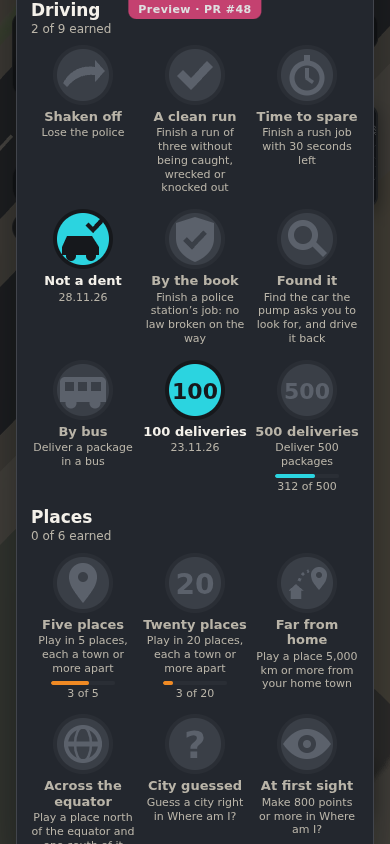 Driving
Preview · PR #48
2 of 9 earned
Shaken off
Lose the police
A clean run
Finish a run of
three without
being caught,
wrecked or
knocked out
Time to spare
Finish a rush job
with 30 seconds
left
Not a dent
28.11.26
By the book
Finish a police
station's job: no
law broken on the
way
Found it
Find the car the
pump asks you to
look for, and drive
it back
By bus
Deliver a package
in a bus
100
100 deliveries
23.11.26
500
500 deliveries
Deliver 500
packages
312 of 500
Places
0 of 6 earned
Five places
Play in 5 places,
each a town or
more apart
3 of 5
20
Twenty places
Play in 20 places,
each a town or
more apart
3 of 20
Far from
home
Play a place 5,000
km or more from
your home town
Across the
equator
Play a place north
of the equator and
one south of it
?
City guessed
Guess a city right
in Where am I?
At first sight
Make 800 points
or more in Where
am I?